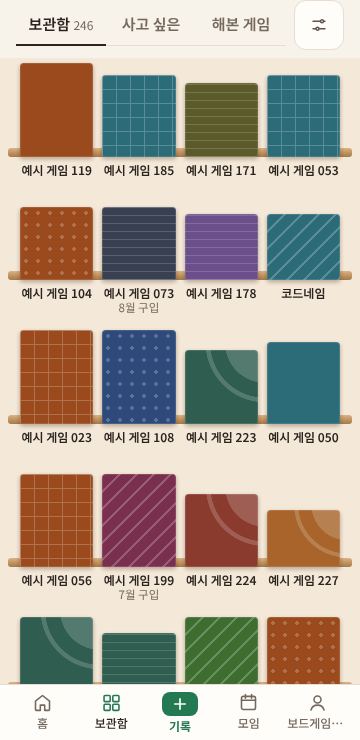 보관함 246 사고 싶은 해본 게임
예시 게임 119 예시 게임 185 예시 게임 171 예시 게임 053
예시 게임 104 예시 게임 073 예시 게임 178 코드네임
8월 구입
예시 게임 023 예시 게임 108 예시 게임 223 예시 게임 050
예시 게임 056 예시 게임 199 예시 게임 224 예시 게임 227
7월 구입
홈 보관함 기록 모임 보드게임…